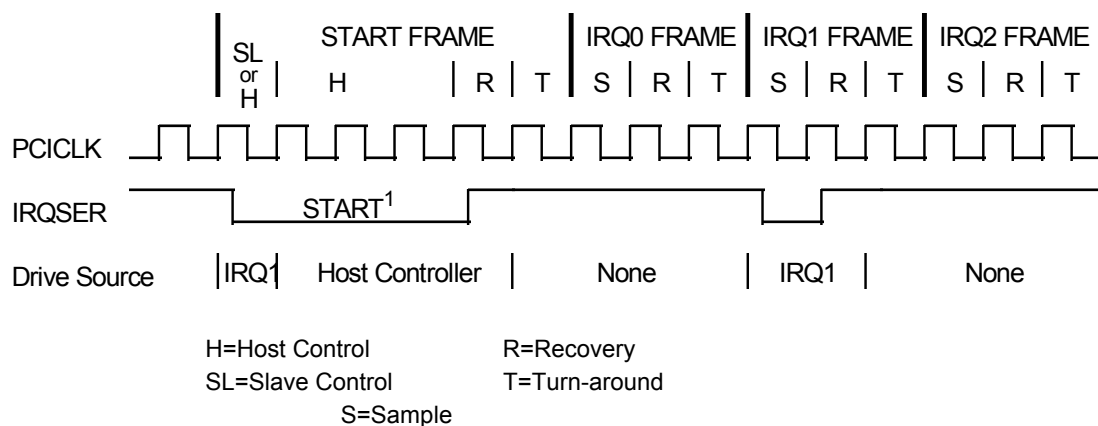 START FRAME IRQ0 FRAME IRQ1 FRAME IRQ2 FRAME
SL
or
H
H R T S R T S R T S R T
PCICLK
IRQSER START1
Drive Source IRQ1 Host Controller None IRQ1 None
H=Host Control R=Recovery
SL=Slave Control T=Turn-around
S=Sample